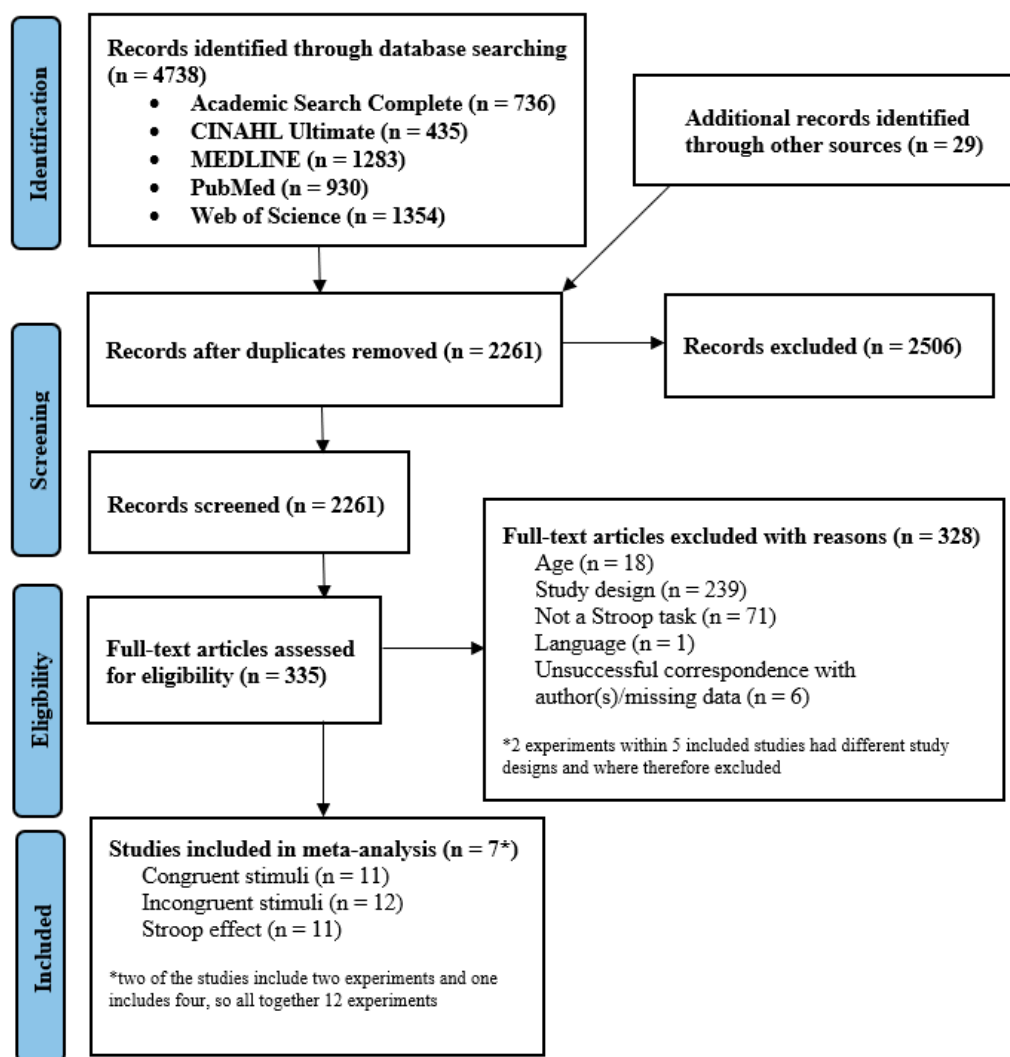 Identification
Records identified through database searching
(n = 4738)
• Academic Search Complete (n = 736)
• CINAHL Ultimate (n = 435)
• MEDLINE (n = 1283)
• PubMed (n = 930)
• Web of Science (n = 1354)
Additional records identified
through other sources (n = 29)
Screening
Records after duplicates removed (n = 2261)
Records excluded (n = 2506)
Records screened (n = 2261)
Eligibility
Full-text articles assessed
for eligibility (n = 335)
Full-text articles excluded with reasons (n = 328)
Age (n = 18)
Study design (n = 239)
Not a Stroop task (n = 71)
Language (n = 1)
Unsuccessful correspondence with
author(s)/missing data (n = 6)
*2 experiments within 5 included studies had different study
designs and where therefore excluded
Included
Studies included in meta-analysis (n = 7*)
Congruent stimuli (n = 11)
Incongruent stimuli (n = 12)
Stroop effect (n = 11)
*two of the studies include two experiments and one
includes four, so all together 12 experiments